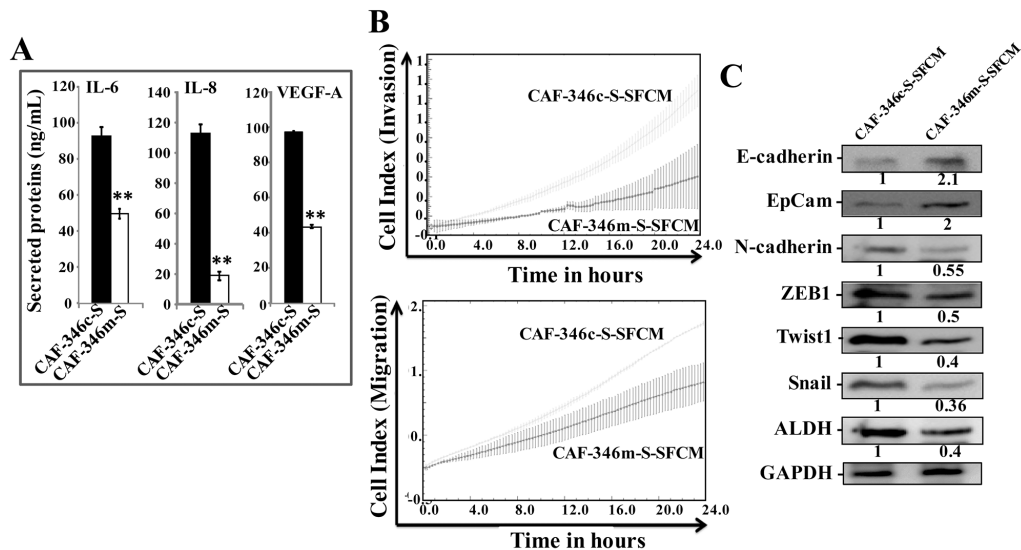 A
Secreted proteins (ng/mL)
IL-6
120
100
80
60
40
20
0
**
CAF-346c-S
CAF-346m-S
IL-8
140
120
100
80
60
40
20
0
**
CAF-346c-S
CAF-346m-S
VEGF-A
120
100
80
60
40
20
0
**
CAF-346c-S
CAF-346m-S
B
Cell Index (Invasion)
CAF-346c-S-SFCM
CAF-346m-S-SFCM
0.0 4.0 8.0 12.0 16.0 20.0 24.0
Time in hours
Cell Index (Migration)
2.
1.
0.
CAF-346c-S-SFCM
CAF-346m-S-SFCM
0.0 4.0 8.0 12.0 16.0 20.0 24.0
Time in hours
C
CAF-346c-S-SFCM
CAF-346m-S-SFCM
E-cadherin
1 2.1
EpCam
1 2
N-cadherin
1 0.55
ZEB1
1 0.5
Twist1
1 0.4
Snail
1 0.36
ALDH
1 0.4
GAPDH